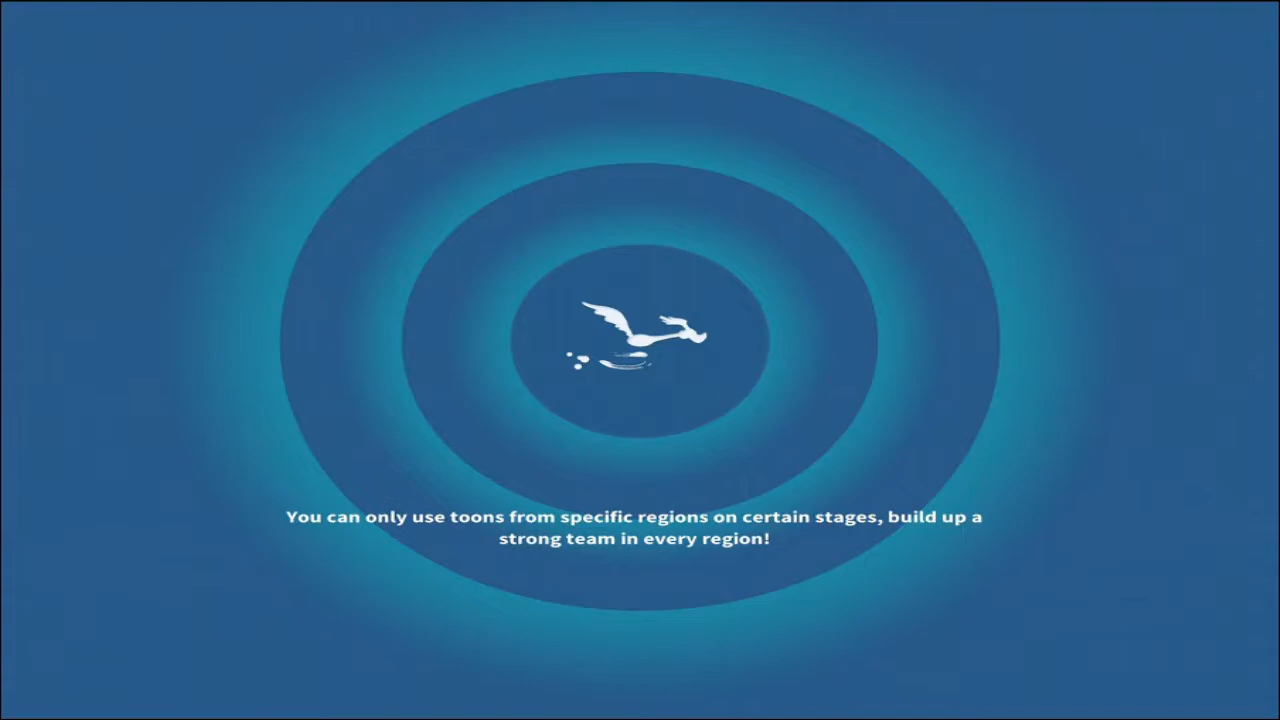 You can only use toons from specific regions on certain stages, build up a
strong team in every region!